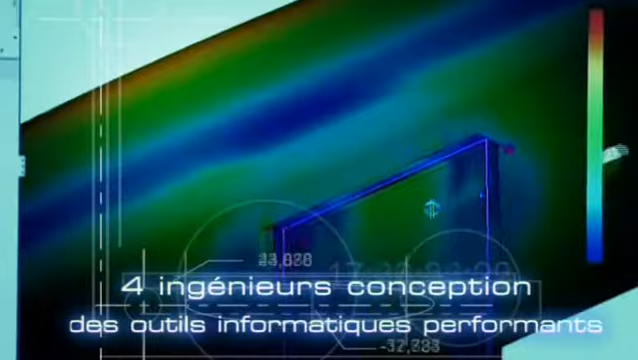 4 ingénieurs conception
des outils informatiques performants